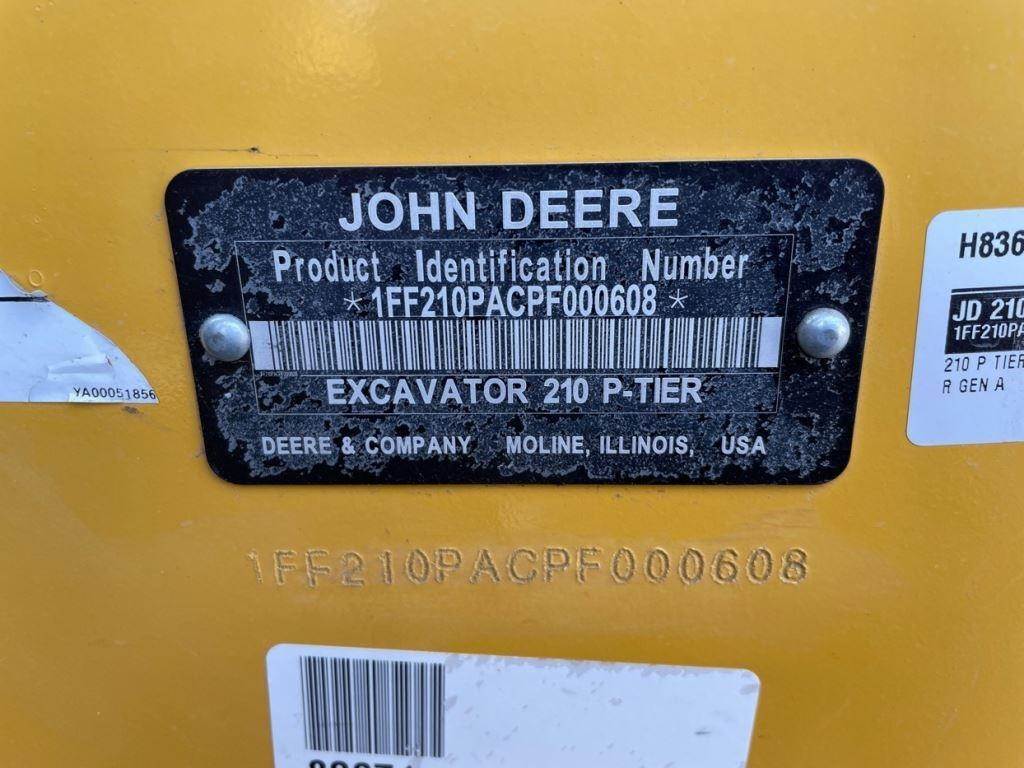 JOHN DEERE
Product Identification Number
*1FF210PACPF000608*
EXCAVATOR 210 P-TIER
DEERE & COMPANY MOLINE, ILLINOIS, USA
YA00051856
H836
JD 210
1FF210PA
210 P TIER
R GEN A
1FF210PACPF000608